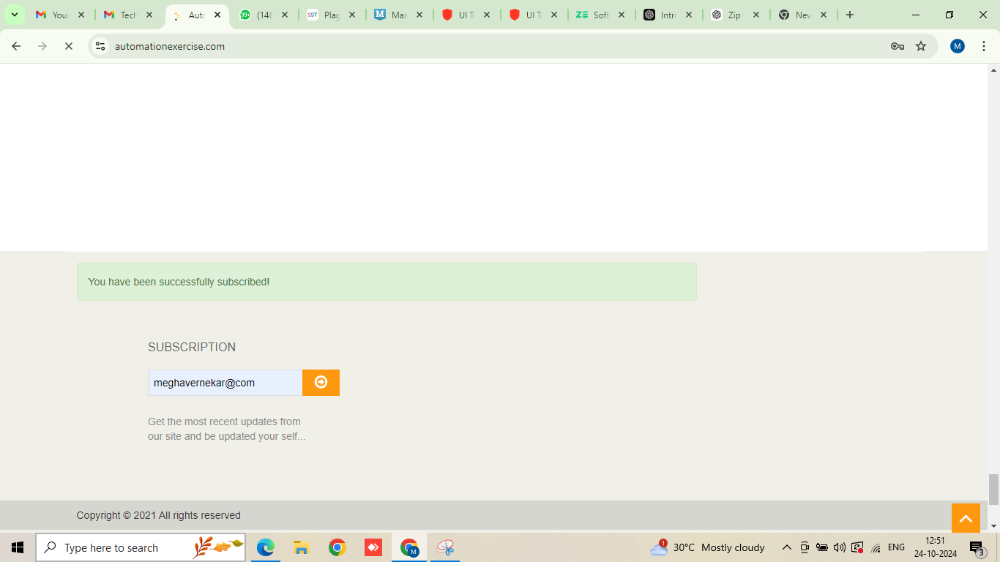 Your
Tech
Auto
(146
SST
Plag
Mar
UI T
UI T
Soft
Intr
Zip
New
automationexercise.com
M
You have been successfully subscribed!
SUBSCRIPTION
meghavernekar@com
Get the most recent updates from
our site and be updated your self...
Copyright © 2021 All rights reserved
Type here to search
M
1
30°C Mostly cloudy
ENG
12:51
24-10-2024
3